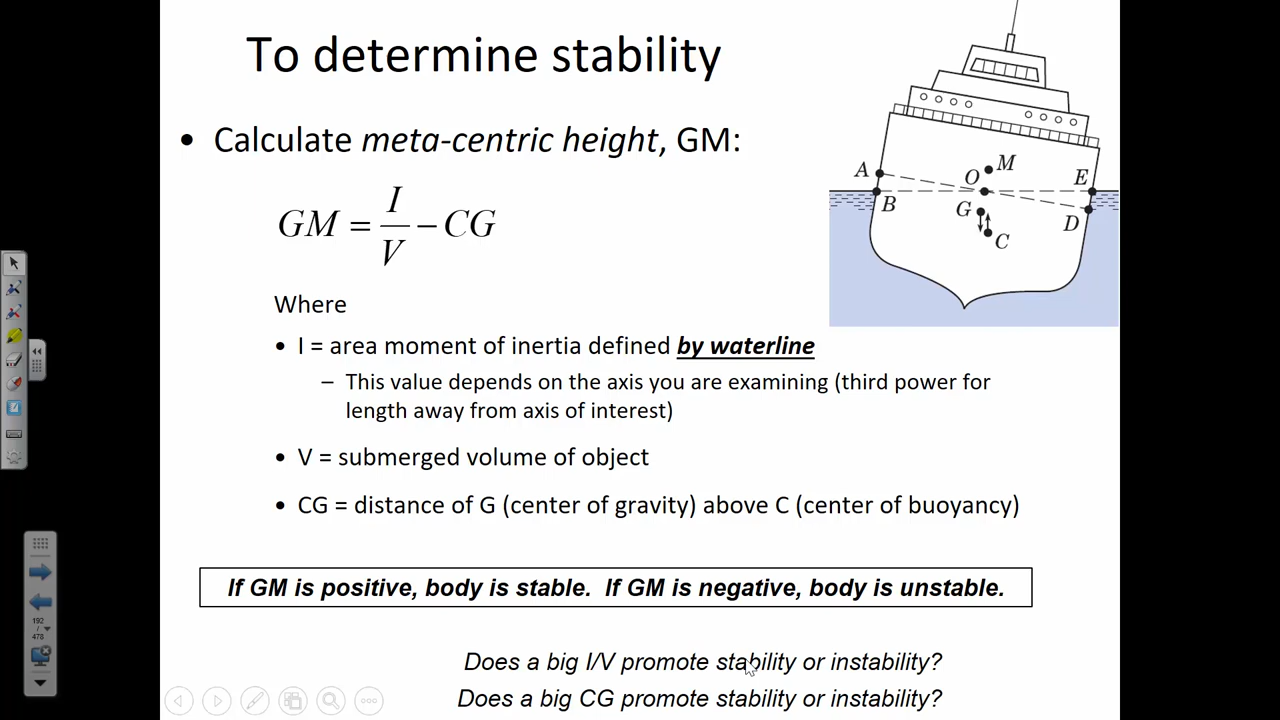 To determine stability
• Calculate meta-centric height, GM:
GM = I/V − CG
Where
• I = area moment of inertia defined by waterline
– This value depends on the axis you are examining (third power for
length away from axis of interest)
• V = submerged volume of object
• CG = distance of G (center of gravity) above C (center of buoyancy)
If GM is positive, body is stable. If GM is negative, body is unstable.
Does a big I/V promote stability or instability?
Does a big CG promote stability or instability?
M
A
O
E
B
G
D
C
192
/
478